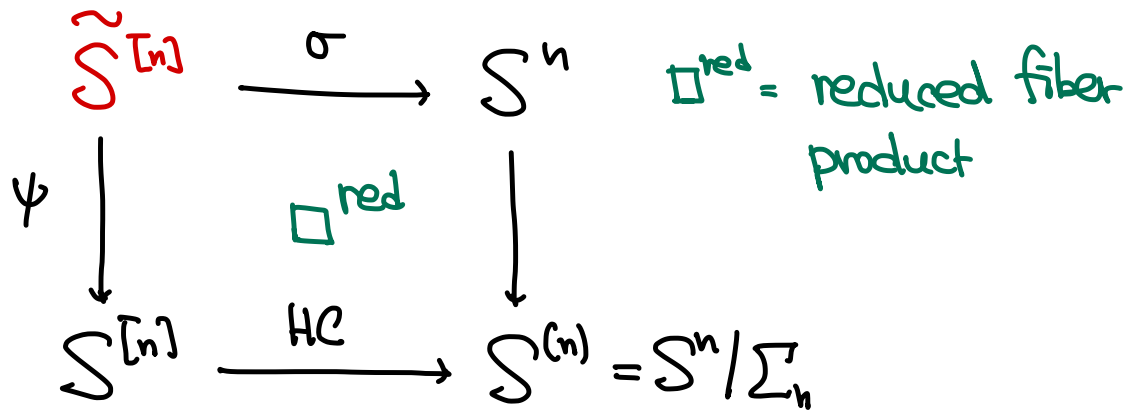 S̃^[n] σ S^n □^red = reduced fiber
product
ψ □^red
HC
S^[n] S^(n) = S^n / Σ_n